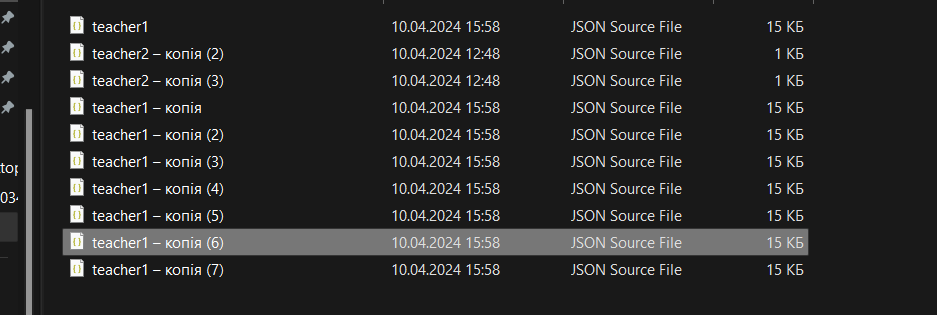 teacher1 10.04.2024 15:58 JSON Source File 15 КБ
teacher2 – копія (2) 10.04.2024 12:48 JSON Source File 1 КБ
teacher2 – копія (3) 10.04.2024 12:48 JSON Source File 1 КБ
teacher1 – копія 10.04.2024 15:58 JSON Source File 15 КБ
teacher1 – копія (2) 10.04.2024 15:58 JSON Source File 15 КБ
teacher1 – копія (3) 10.04.2024 15:58 JSON Source File 15 КБ
teacher1 – копія (4) 10.04.2024 15:58 JSON Source File 15 КБ
teacher1 – копія (5) 10.04.2024 15:58 JSON Source File 15 КБ
teacher1 – копія (6) 10.04.2024 15:58 JSON Source File 15 КБ
teacher1 – копія (7) 10.04.2024 15:58 JSON Source File 15 КБ